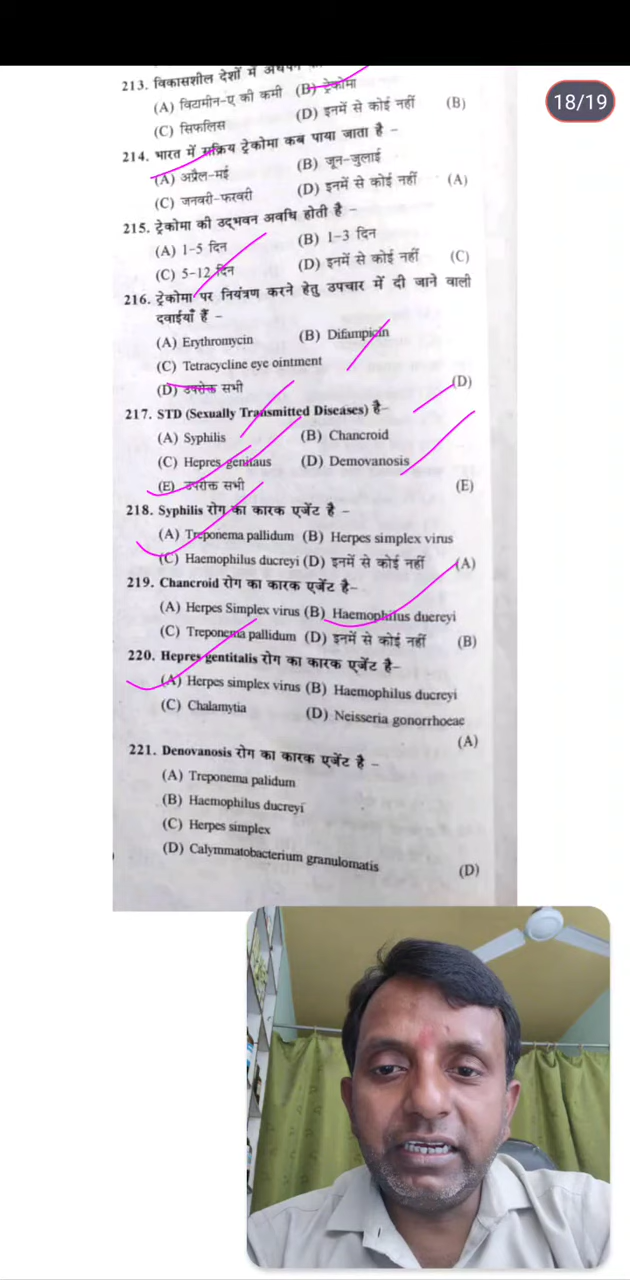 18/19
213. विकासशील देशों में
(A) विटामीन-ए की कमी (B) ट्रेकोमा
(C) सिफलिस (D) इनमें से कोई नहीं (B)
214. भारत में सक्रिय ट्रेकोमा कब पाया जाता है -
(A) अप्रैल-मई (B) जून-जुलाई
(C) जनवरी-फरवरी (D) इनमें से कोई नहीं (A)
215. ट्रेकोमा की उद्भवन अवधि होती है -
(A) 1-5 दिन (B) 1-3 दिन
(C) 5-12 दिन (D) इनमें से कोई नहीं (C)
216. ट्रेकोमा पर नियंत्रण करने हेतु उपचार में दी जाने वाली
दवाईयाँ हैं -
(A) Erythromycin (B) Difampicin
(C) Tetracycline eye ointment
(D) उपरोक्त सभी (D)
217. STD (Sexually Transmitted Diseases) है-
(A) Syphilis (B) Chancroid
(C) Hepres genitaus (D) Demovanosis
(E) उपरोक्त सभी (E)
218. Syphilis रोग का कारक एजेंट है -
(A) Treponema pallidum (B) Herpes simplex virus
(C) Haemophilus ducreyi (D) इनमें से कोई नहीं (A)
219. Chancroid रोग का कारक एजेंट है-
(A) Herpes Simplex virus (B) Haemophilus duereyi
(C) Treponema pallidum (D) इनमें से कोई नहीं (B)
220. Hepres gentitalis रोग का कारक एजेंट है-
(A) Herpes simplex virus (B) Haemophilus ducreyi
(C) Chalamytia (D) Neisseria gonorrhoeae
(A)
221. Denovanosis रोग का कारक एजेंट है -
(A) Treponema palidum
(B) Haemophilus ducreyi
(C) Herpes simplex
(D) Calymmatobacterium granulomatis (D)